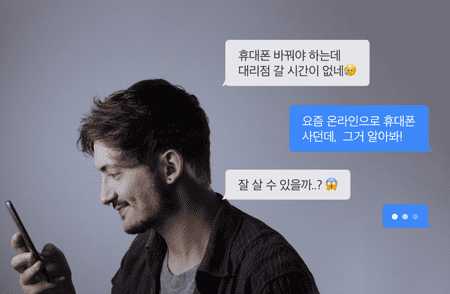 휴대폰 바꿔야 하는데
대리점 갈 시간이 없네😥
요즘 온라인으로 휴대폰
사던데, 그거 알아봐!
잘 살 수 있을까..? 😱